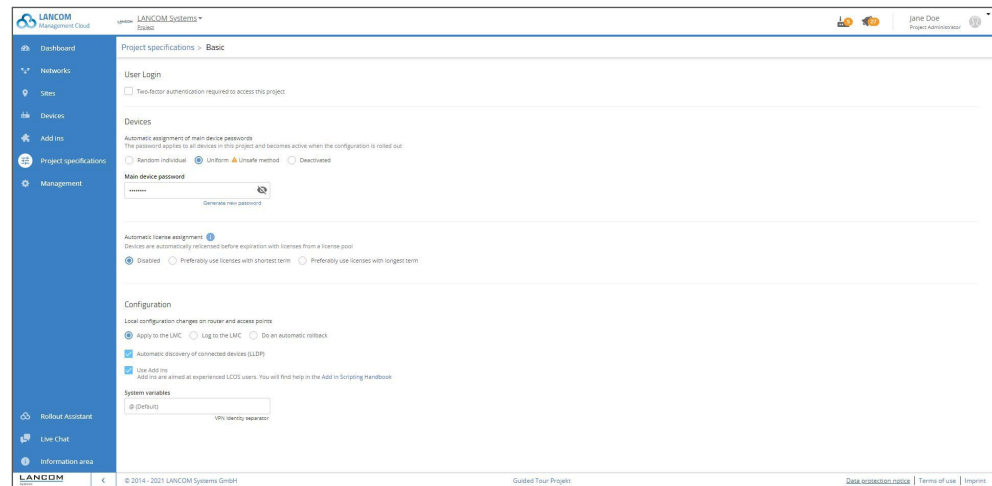 LANCOM
Management Cloud
LANCOM Systems
Project
27
Jane Doe
Project Administrator
Dashboard
Networks
Sites
Devices
Add Ins
Project specifications
Management
Rollout Assistant
Live Chat
Information area
LANCOM
Systems
Project specifications > Basic
User Login
Two-factor authentication required to access this project
Devices
Automatic assignment of main device passwords
The password applies to all devices in this project and becomes active when the configuration is rolled out
Random individual Uniform Unsafe method Deactivated
Main device password
••••••••
Generate new password
Automatic license assignment
Devices are automatically relicensed before expiration with licenses from a license pool
Disabled Preferably use licenses with shortest term Preferably use licenses with longest term
Configuration
Local configuration changes on router and access points
Apply to the LMC Log to the LMC Do an automatic rollback
Automatic discovery of connected devices (LLDP)
Use Add Ins
Add ins are aimed at experienced LCOS users. You will find help in the Add in Scripting Handbook
System variables
@ (Default)
VPN identity separator
© 2014 - 2021 LANCOM Systems GmbH Guided Tour Projekt Data protection notice | Terms of use | Imprint